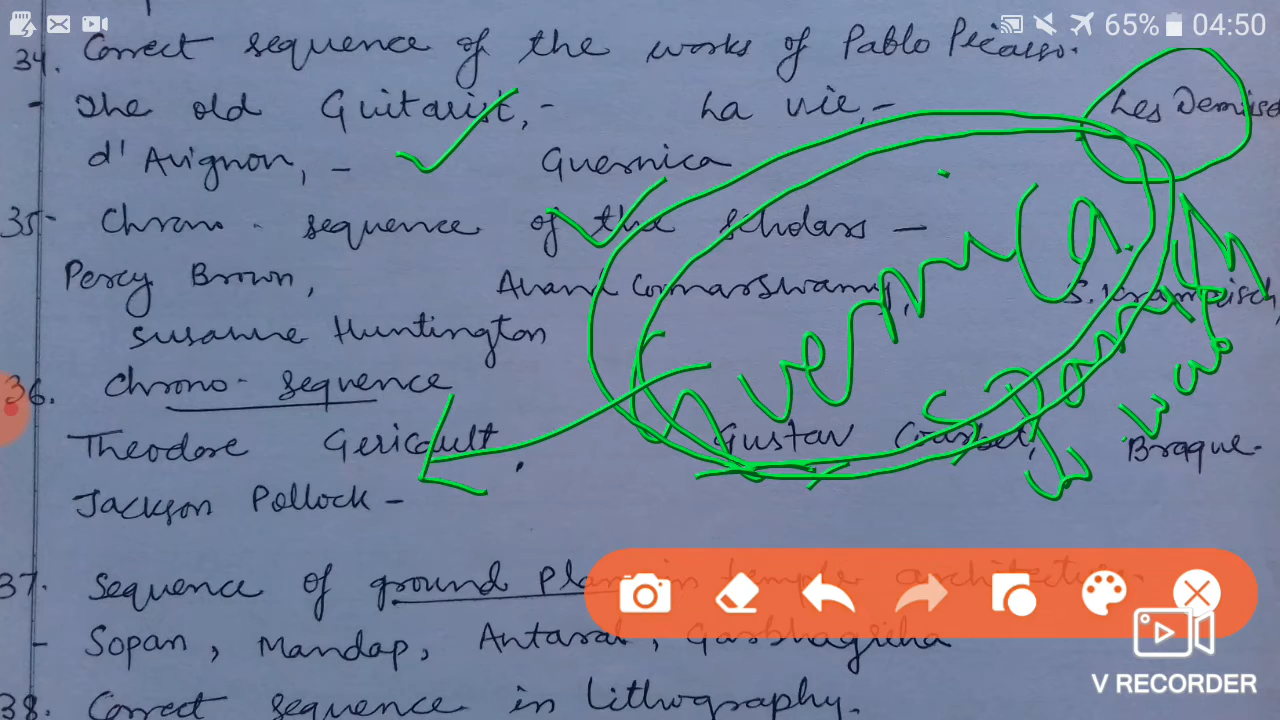 65% 04:50
34. Correct sequence of the works of Pablo Picasso.
- The old Guitarist, - La vie, - Les Demise
d' Avignon, - Guernica
35- Chrono - sequence of the scholars -
Percy Brown, Anand Coomarswamy, S. Kramrisch,
Susanne Huntington
36. Chrono - sequence
Theodore Gericault, Gustav Courbet, Braque -
Jackson Pollock -
Guernica
war
37. Sequence of ground plan in temple architecture.
- Sopan, Mandap, Antaral, Garbhagriha
38. Correct sequence in lithography.
V RECORDER